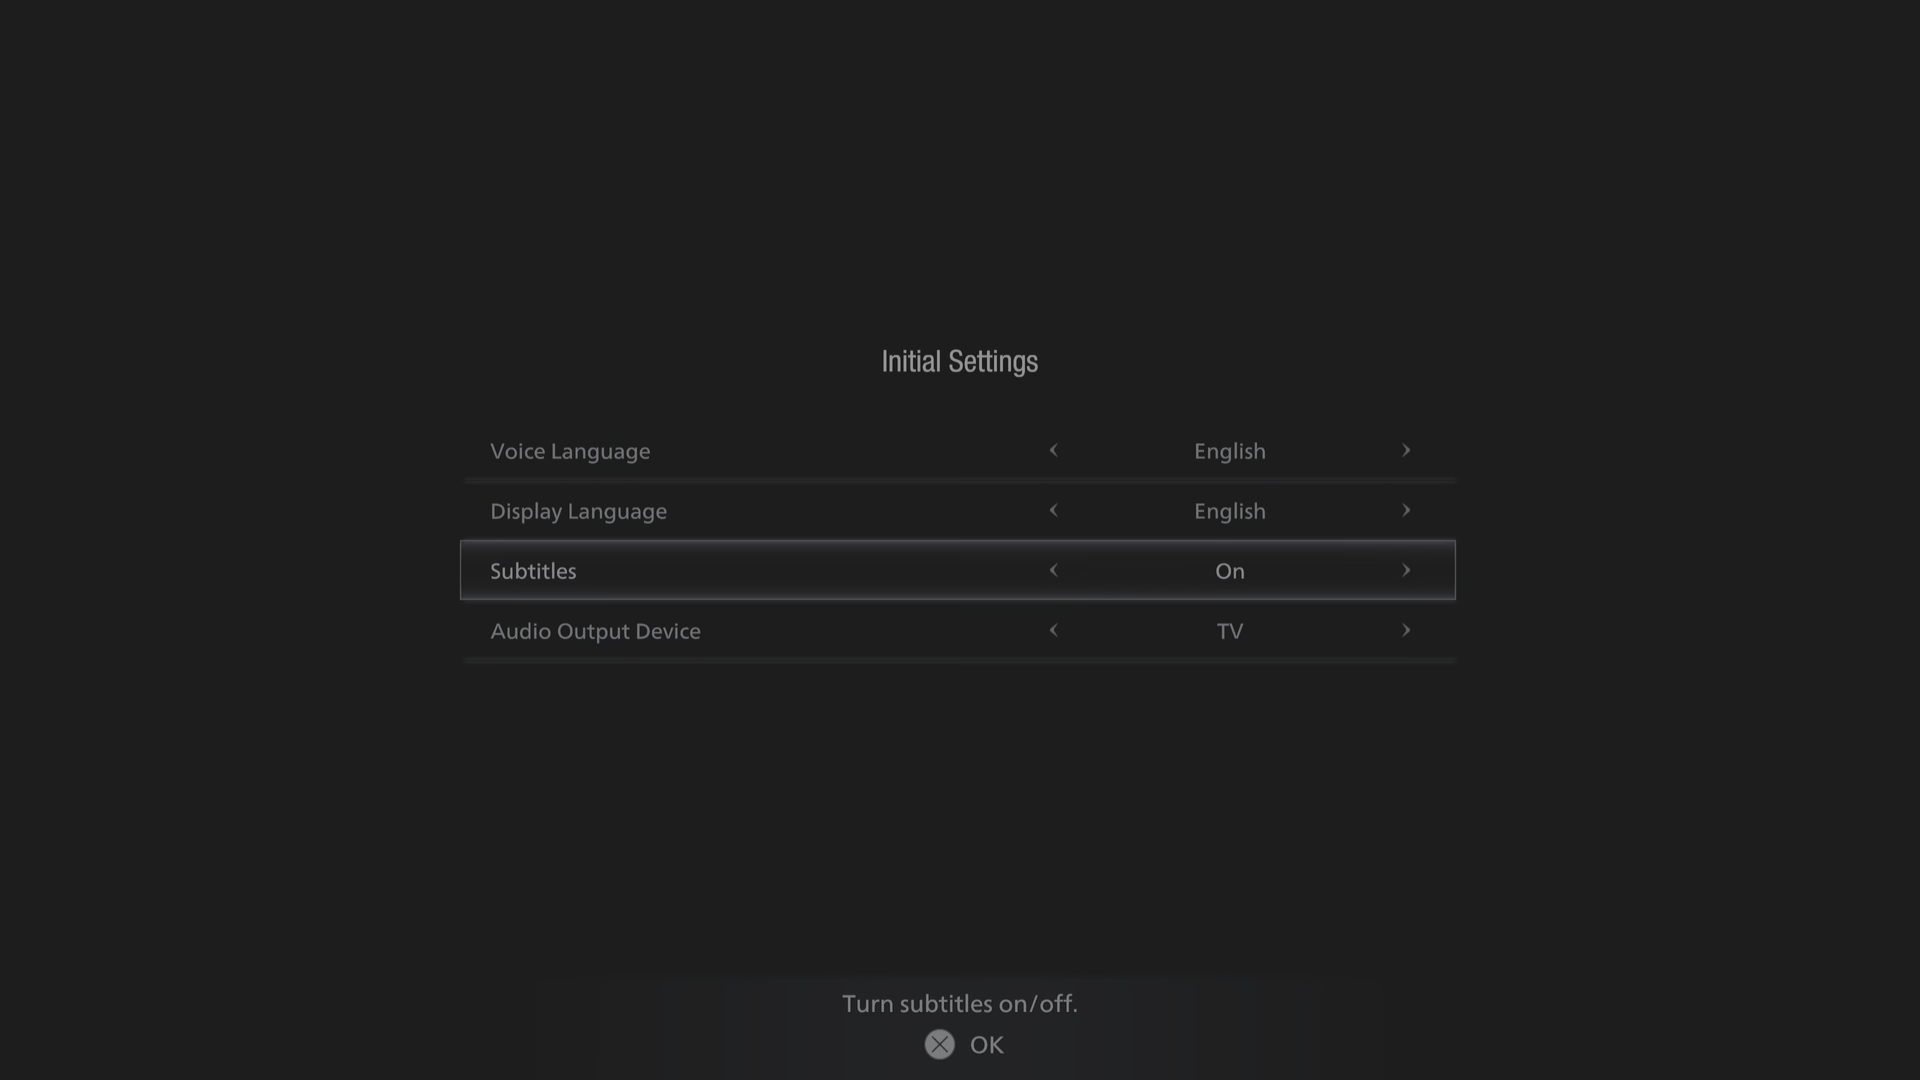 Initial Settings
Voice Language English
Display Language English
Subtitles On
Audio Output Device TV
Turn subtitles on/off.
OK